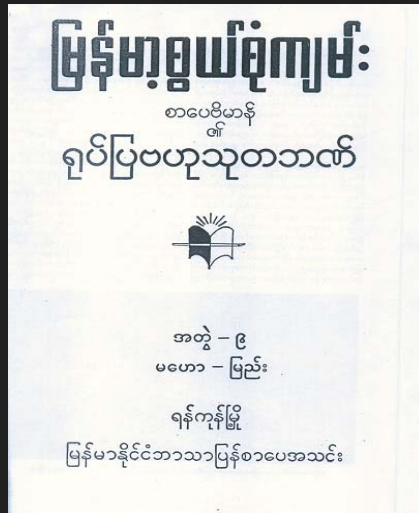 မြန်မာ့စွယ်စုံကျမ်း
စာပေဗိမာန်
၏
ရုပ်ပြဗဟုသုတဘဏ်
အတွဲ – ၉
မဟော – မြည်း
ရန်ကုန်မြို့
မြန်မာနိုင်ငံဘာသာပြန်စာပေအသင်း